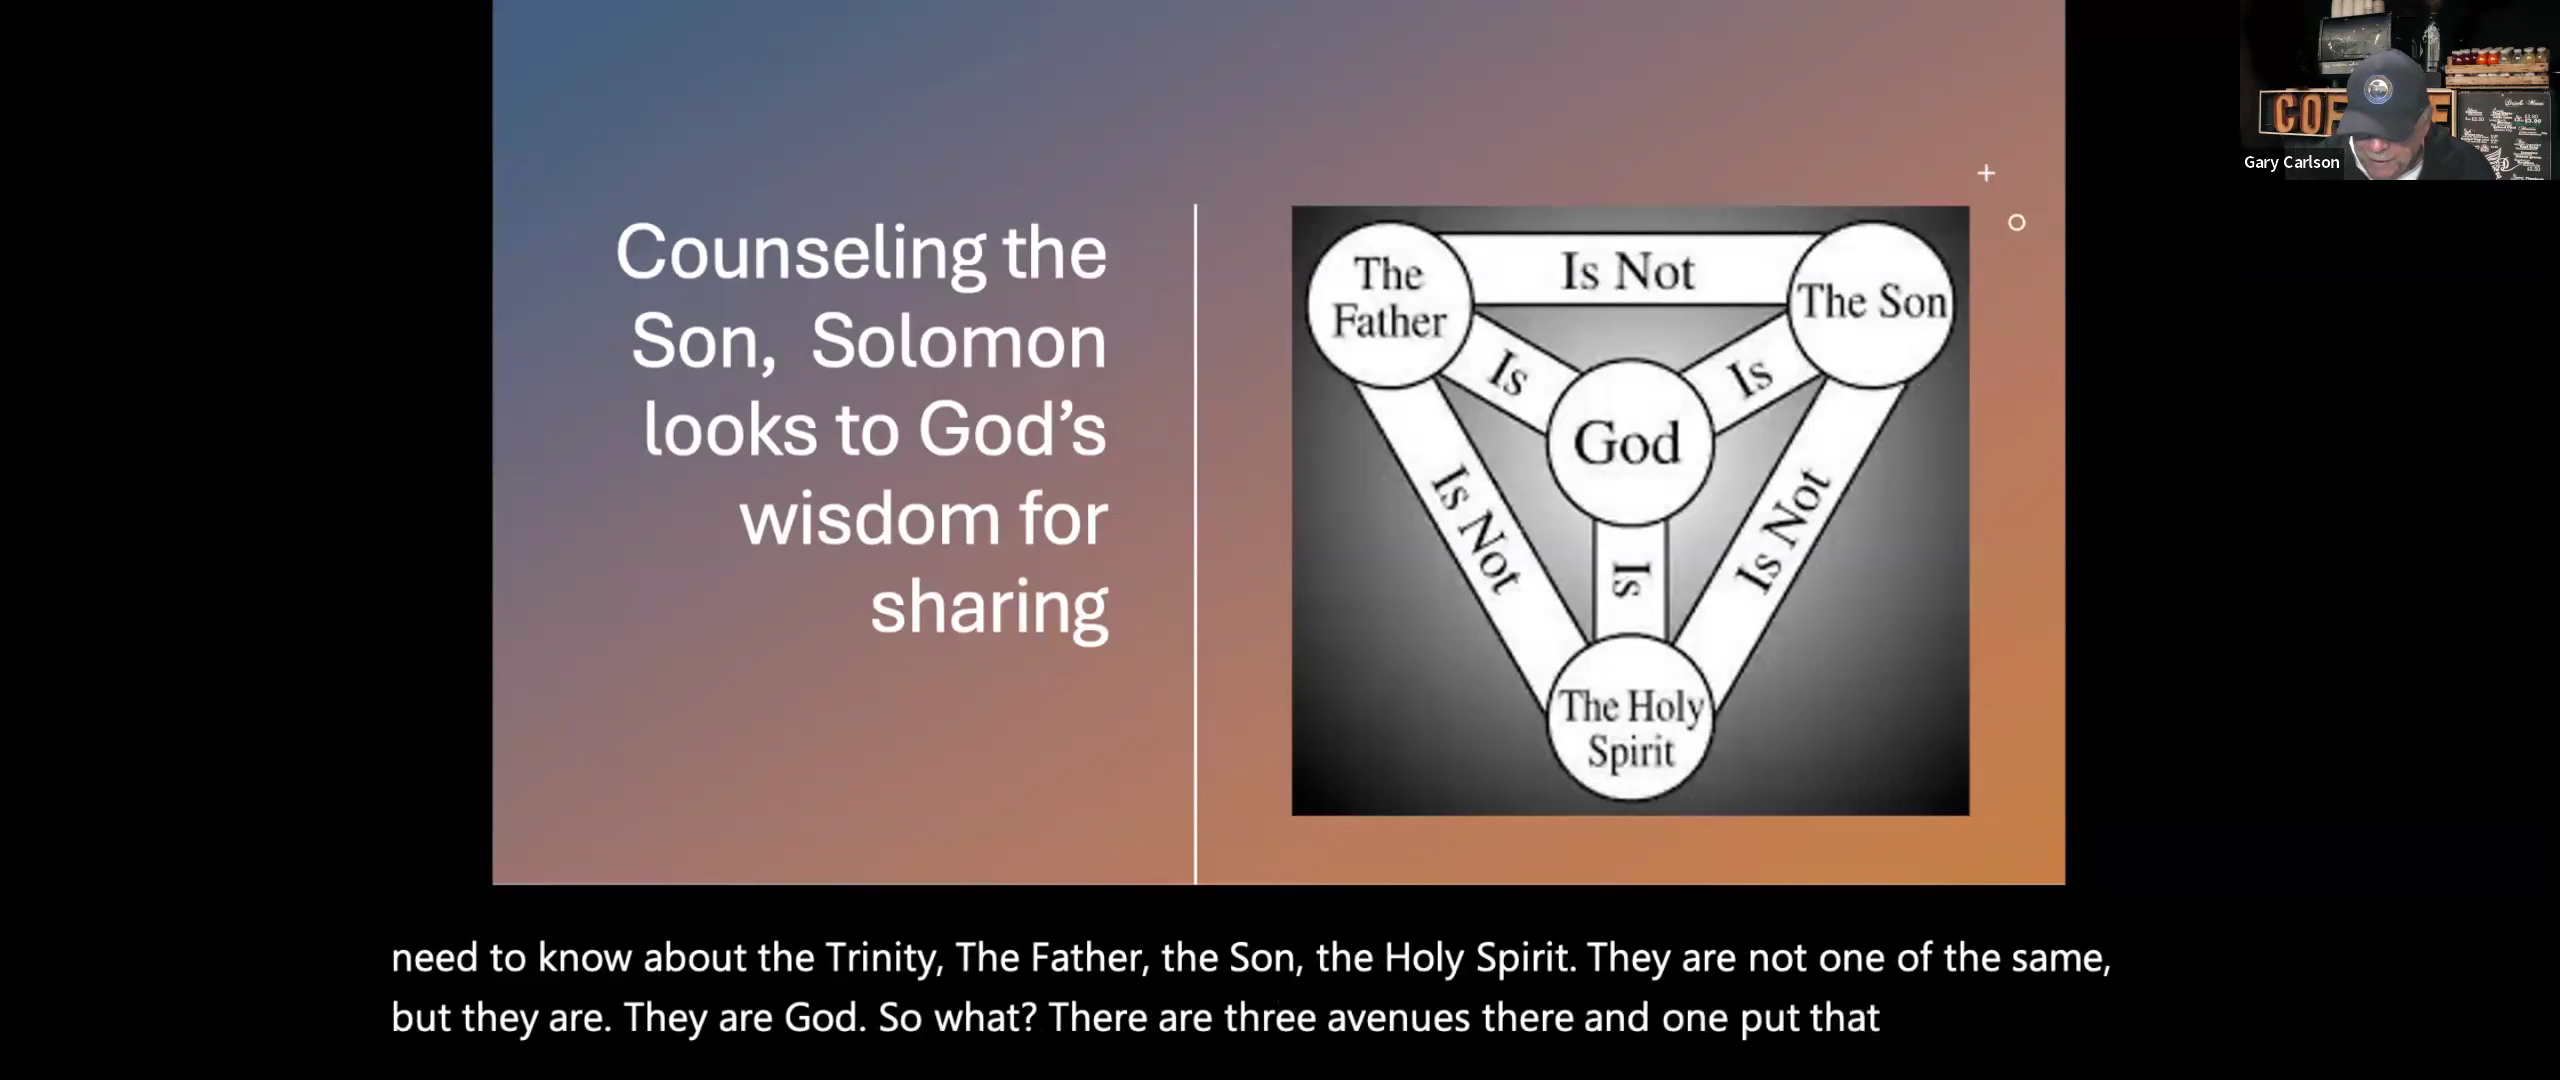 Counseling the
Son, Solomon
looks to God’s
wisdom for
sharing
The
Father
Is Not
The Son
Is
Is
God
Is Not
Is
Is Not
The Holy
Spirit
Gary Carlson
need to know about the Trinity, The Father, the Son, the Holy Spirit. They are not one of the same,
but they are. They are God. So what? There are three avenues there and one put that